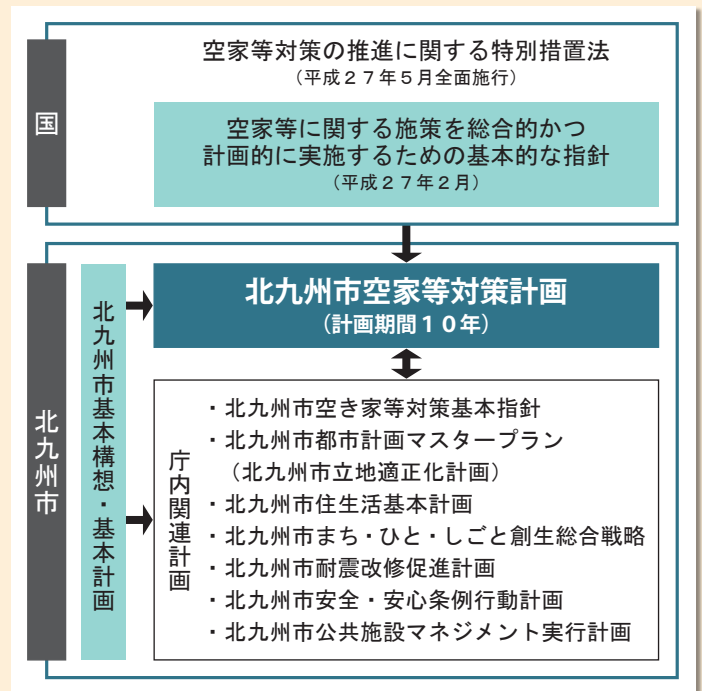 国
空家等対策の推進に関する特別措置法
（平成２７年５月全面施行）
空家等に関する施策を総合的かつ
計画的に実施するための基本的な指針
（平成２７年２月）
北九州市
北九州市基本構想・基本計画
北九州市空家等対策計画
（計画期間１０年）
庁内関連計画
・北九州市空き家等対策基本指針
・北九州市都市計画マスタープラン
（北九州市立地適正化計画）
・北九州市住生活基本計画
・北九州市まち・ひと・しごと創生総合戦略
・北九州市耐震改修促進計画
・北九州市安全・安心条例行動計画
・北九州市公共施設マネジメント実行計画